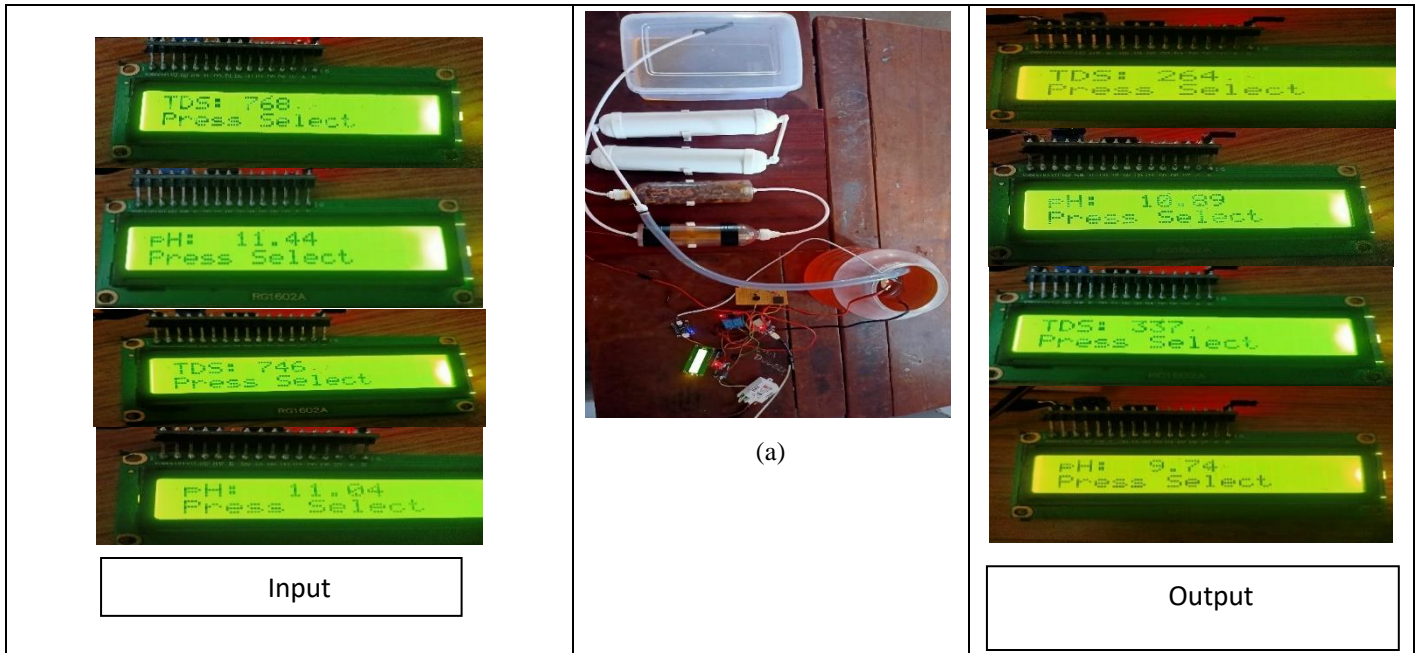 TDS: 768.
Press Select
pH: 11.44
Press Select
RG1602A
TDS: 746.
Press Select
RG1602A
pH: 11.04
Press Select
Input
(a)
TDS: 264.
Press Select
pH: 10.89
Press Select
RG1602A
TDS: 337.
Press Select
RG1602A
pH: 9.74
Press Select
Output